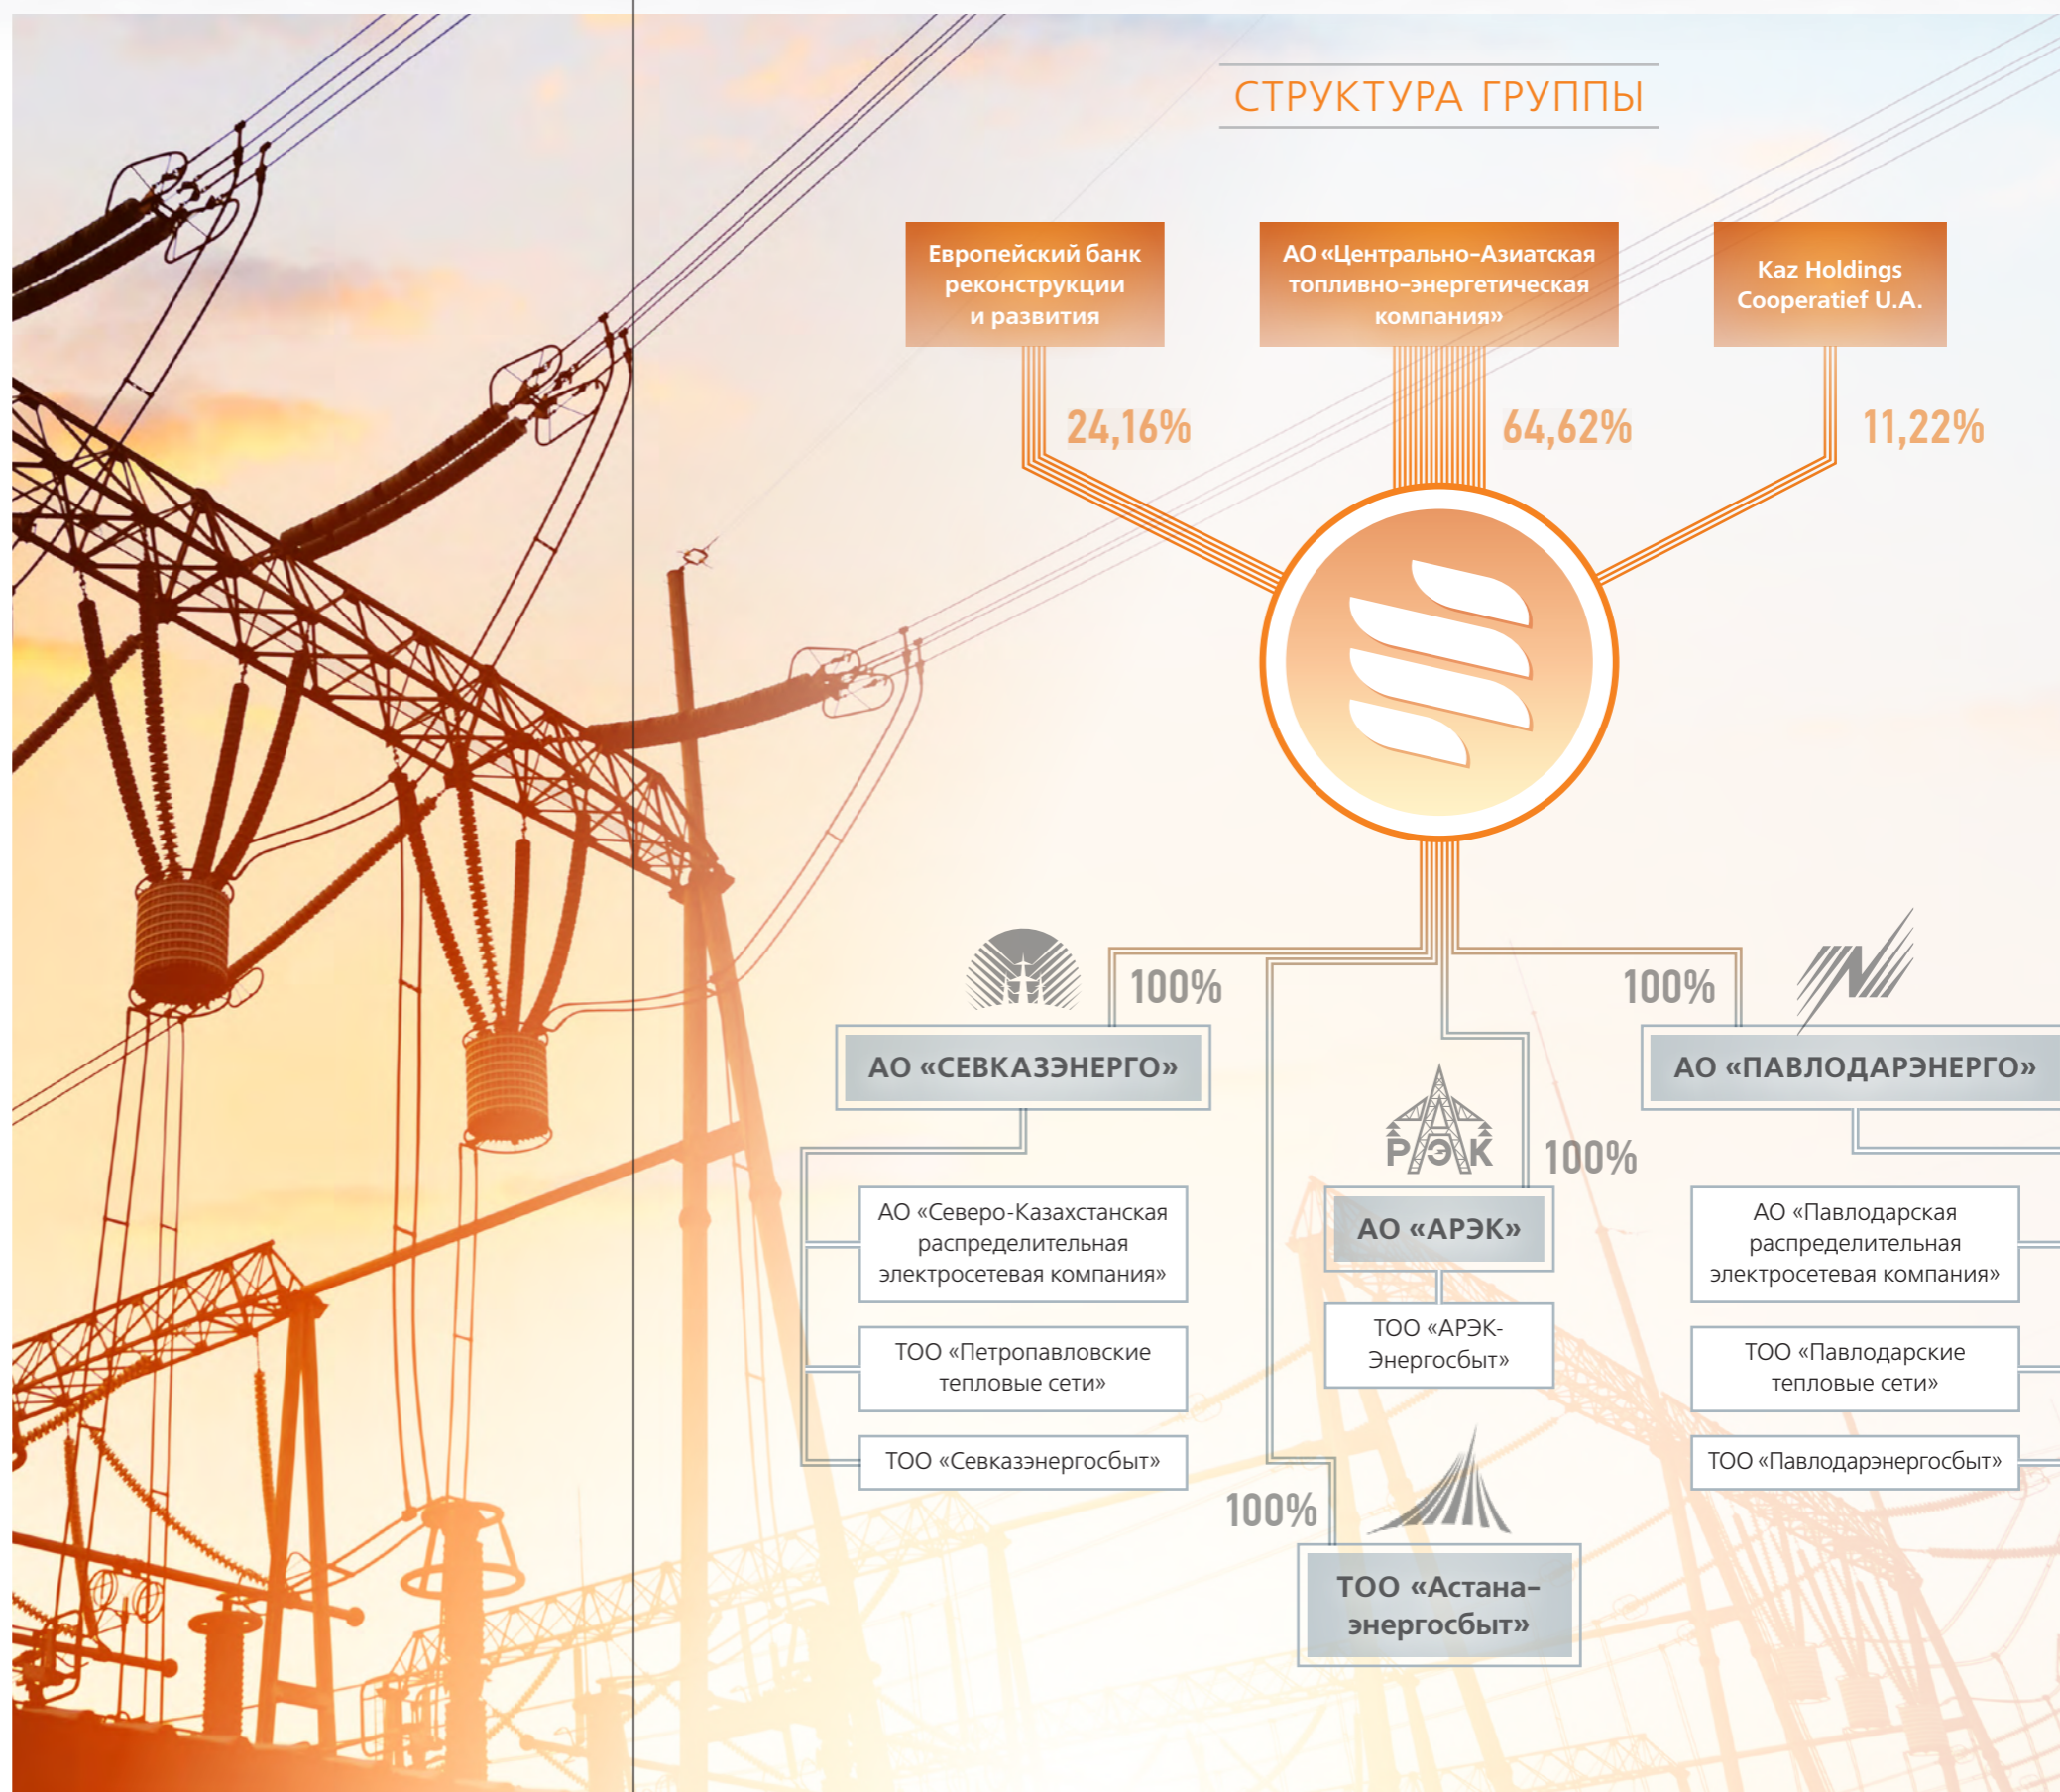 СТРУКТУРА ГРУППЫ
Европейский банк
реконструкции
и развития
АО «Центрально-Азиатская
топливно-энергетическая
компания»
Kaz Holdings
Cooperatief U.A.
24,16%
64,62%
11,22%
100%
100%
АО «СЕВКАЗЭНЕРГО»
АО «ПАВЛОДАРЭНЕРГО»
РЭК
100%
АО «Северо-Казахстанская
распределительная
электросетевая компания»
ТОО «Петропавловские
тепловые сети»
ТОО «Севказэнергосбыт»
АО «АРЭК»
ТОО «АРЭК-
Энергосбыт»
АО «Павлодарская
распределительная
электросетевая компания»
ТОО «Павлодарские
тепловые сети»
ТОО «Павлодарэнергосбыт»
100%
ТОО «Астана-
энергосбыт»